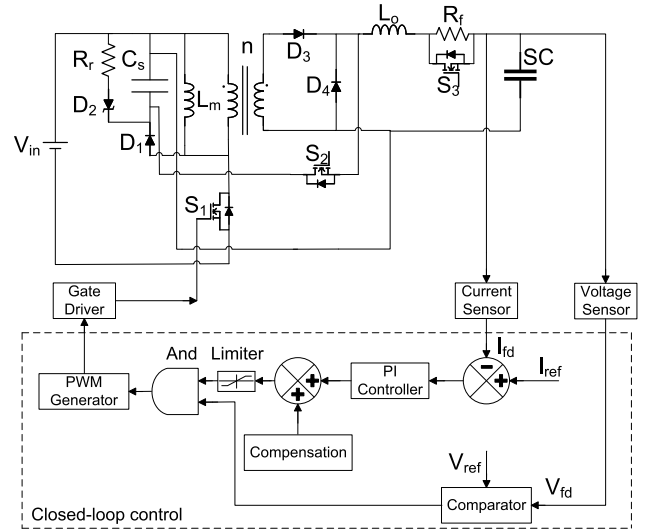 Lo
Rf
n
D3
SC
Rr
Cs
D2
Lm
D4
S3
Vin
D1
S2
S1
Gate
Driver
Current
Sensor
Voltage
Sensor
And
Limiter
Ifd
PWM
Generator
+
+
PI
Controller
−
+
Iref
Compensation
Vref
Vfd
Comparator
Closed-loop control